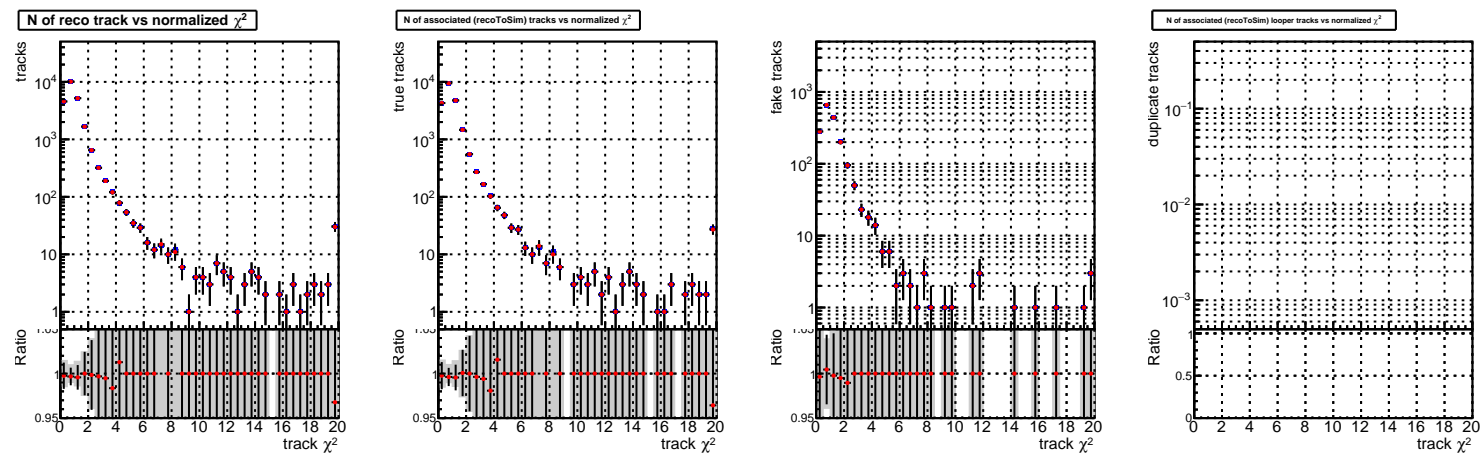 N of reco track vs normalized χ²
tracks
10⁴
10³
10²
10
1
Ratio
1.05
1
0.95
0 2 4 6 8 10 12 14 16 18 20
track χ²
N of associated (recoToSim) tracks vs normalized χ²
true tracks
10⁴
10³
10²
10
1
Ratio
1.05
1
0.95
0 2 4 6 8 10 12 14 16 18 20
track χ²
fake tracks
10³
10²
10
1
Ratio
1.05
1
0.95
0 2 4 6 8 10 12 14 16 18 20
track χ²
N of associated (recoToSim) looper tracks vs normalized χ²
duplicate tracks
10⁻¹
10⁻²
10⁻³
Ratio
1
0.5
0
0 2 4 6 8 10 12 14 16 18 20
track χ²